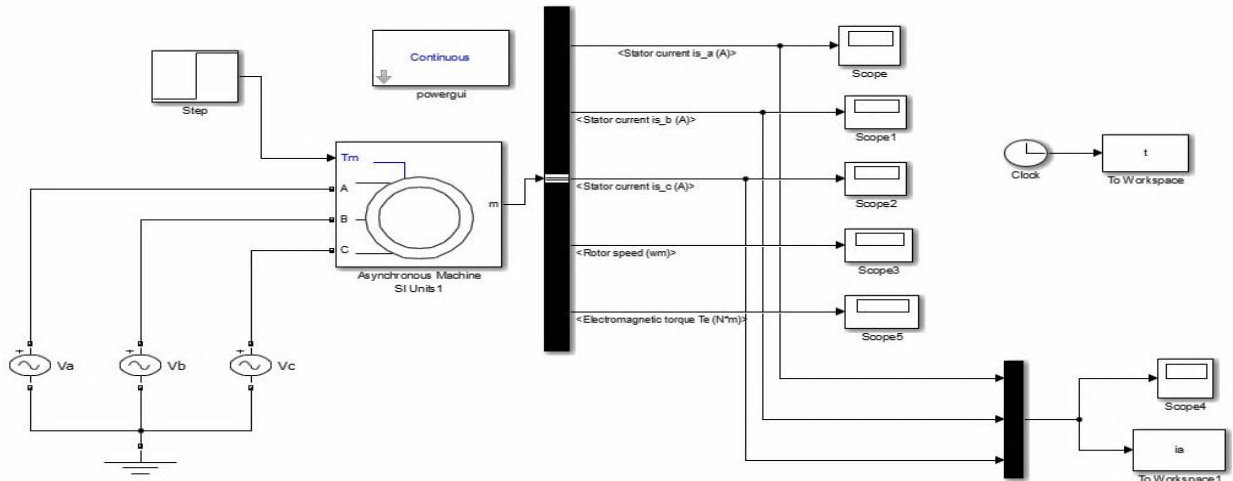 Step
Continuous
powergui
<Stator current is_a (A)>
Scope
<Stator current is_b (A)>
Scope1
<Stator current is_c (A)>
Scope2
<Rotor speed (wm)>
Scope3
<Electromagnetic torque Te (N*m)>
Scope5
Tm
A
B
C
m
Asynchronous Machine
SI Units1
Clock
t
To Workspace
+
Va
+
Vb
+
Vc
Scope4
ia
To Workspace1